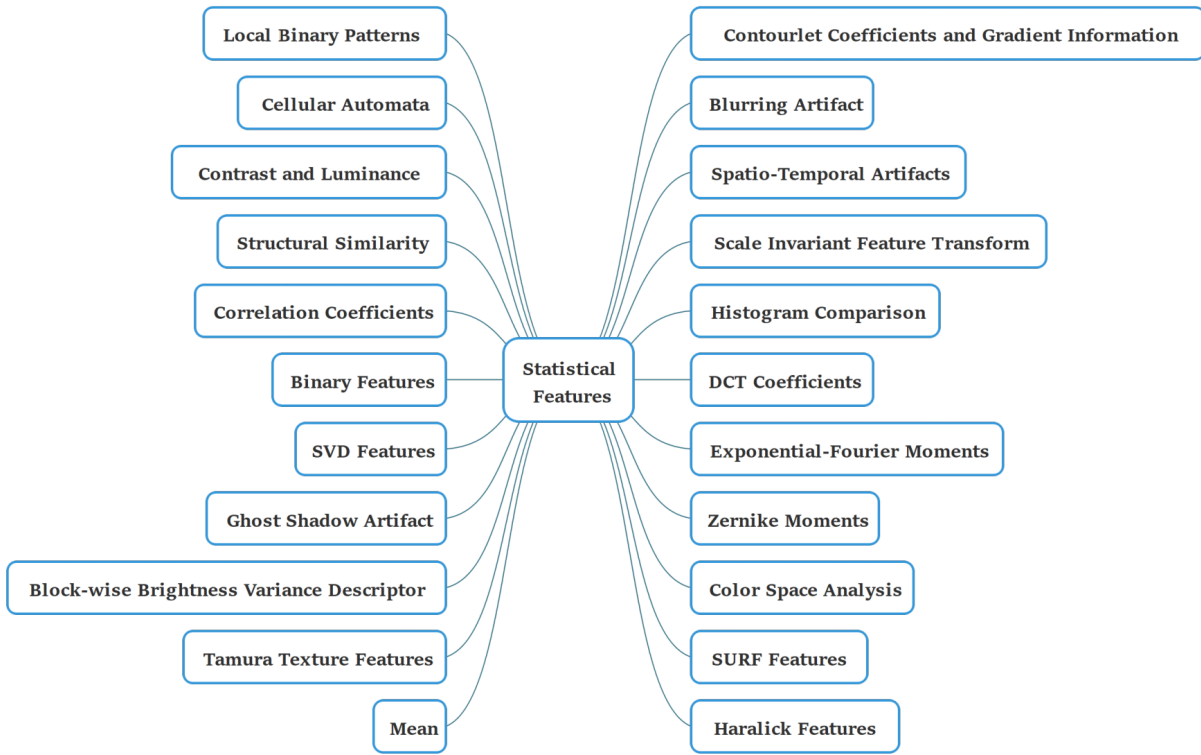 Local Binary Patterns
Cellular Automata
Contrast and Luminance
Structural Similarity
Correlation Coefficients
Binary Features
SVD Features
Ghost Shadow Artifact
Block-wise Brightness Variance Descriptor
Tamura Texture Features
Mean
Statistical
Features
Contourlet Coefficients and Gradient Information
Blurring Artifact
Spatio-Temporal Artifacts
Scale Invariant Feature Transform
Histogram Comparison
DCT Coefficients
Exponential-Fourier Moments
Zernike Moments
Color Space Analysis
SURF Features
Haralick Features